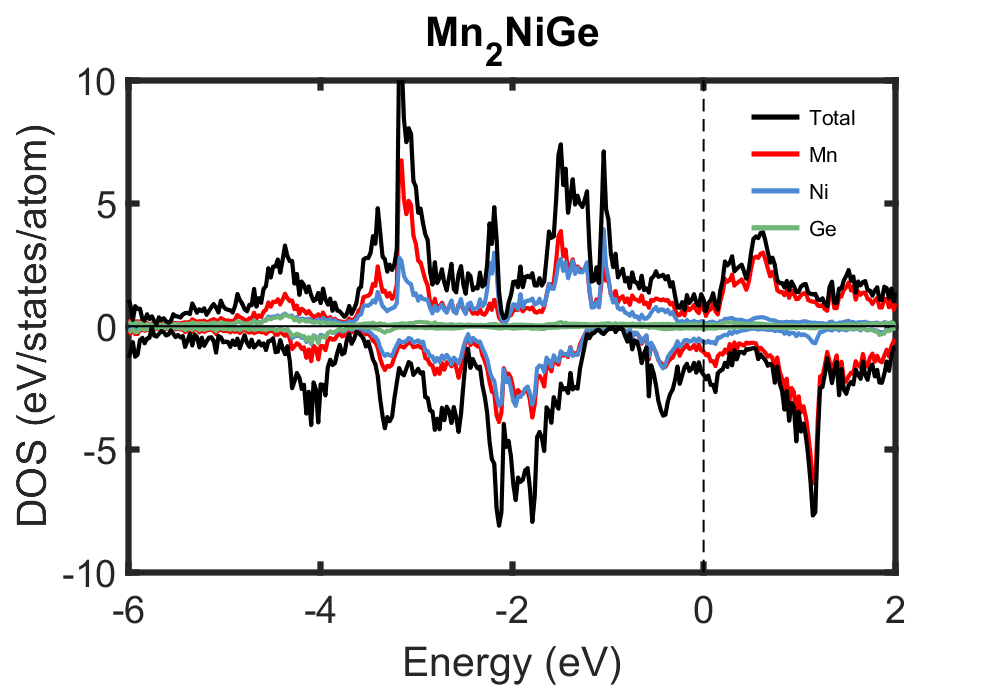 Mn₂NiGe
DOS (eV/states/atom)
10
5
0
-5
-10
Total
Mn
Ni
Ge
-6 -4 -2 0 2
Energy (eV)